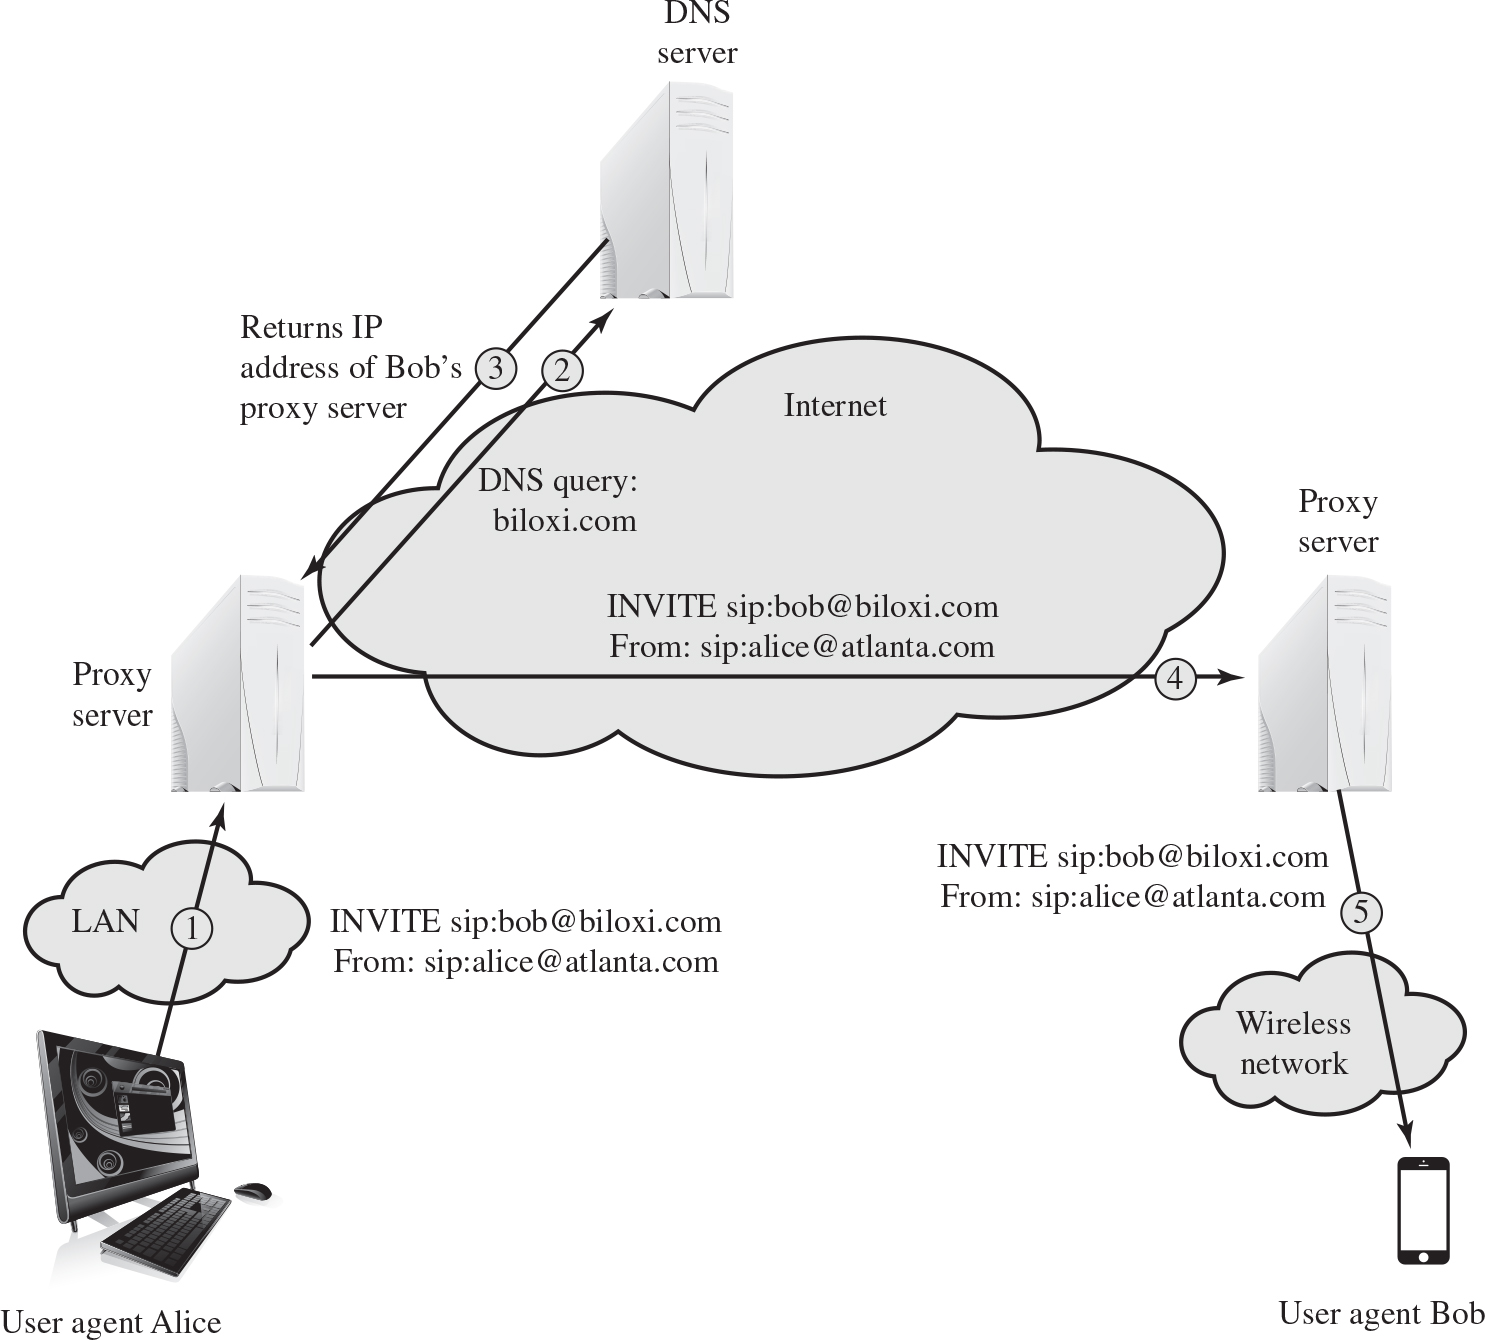 DNS
server
Returns IP
address of Bob's
proxy server
3
2
Internet
DNS query:
biloxi.com
Proxy
server
INVITE sip:bob@biloxi.com
From: sip:alice@atlanta.com
4
Proxy
server
LAN
1
INVITE sip:bob@biloxi.com
From: sip:alice@atlanta.com
INVITE sip:bob@biloxi.com
From: sip:alice@atlanta.com
5
Wireless
network
User agent Alice
User agent Bob